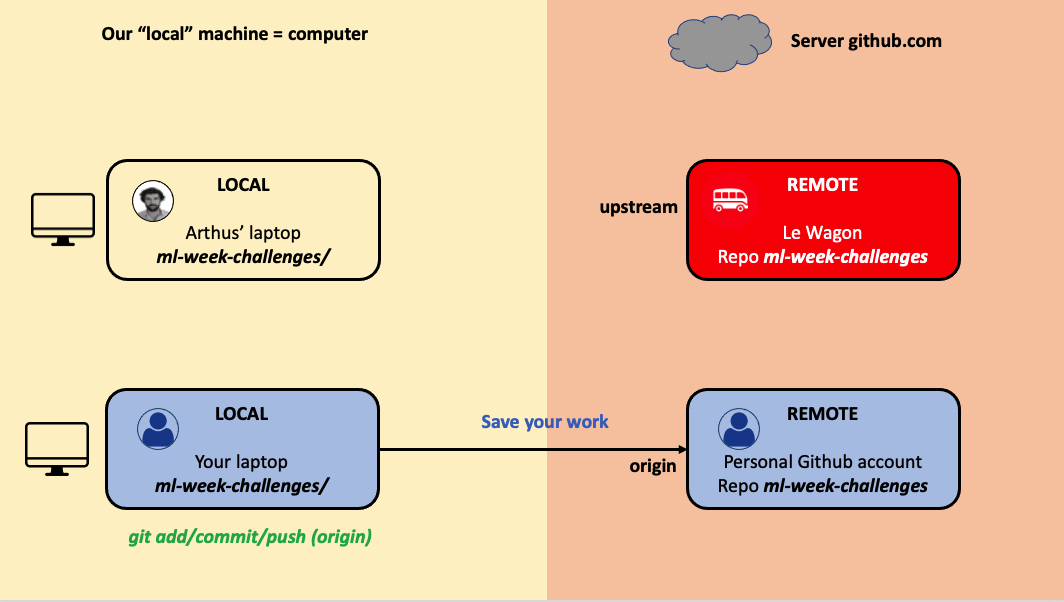 Our “local” machine = computer
Server github.com
LOCAL
Arthus’ laptop
ml-week-challenges/
upstream
REMOTE
Le Wagon
Repo ml-week-challenges
LOCAL
Your laptop
ml-week-challenges/
Save your work
origin
REMOTE
Personal Github account
Repo ml-week-challenges
git add/commit/push (origin)